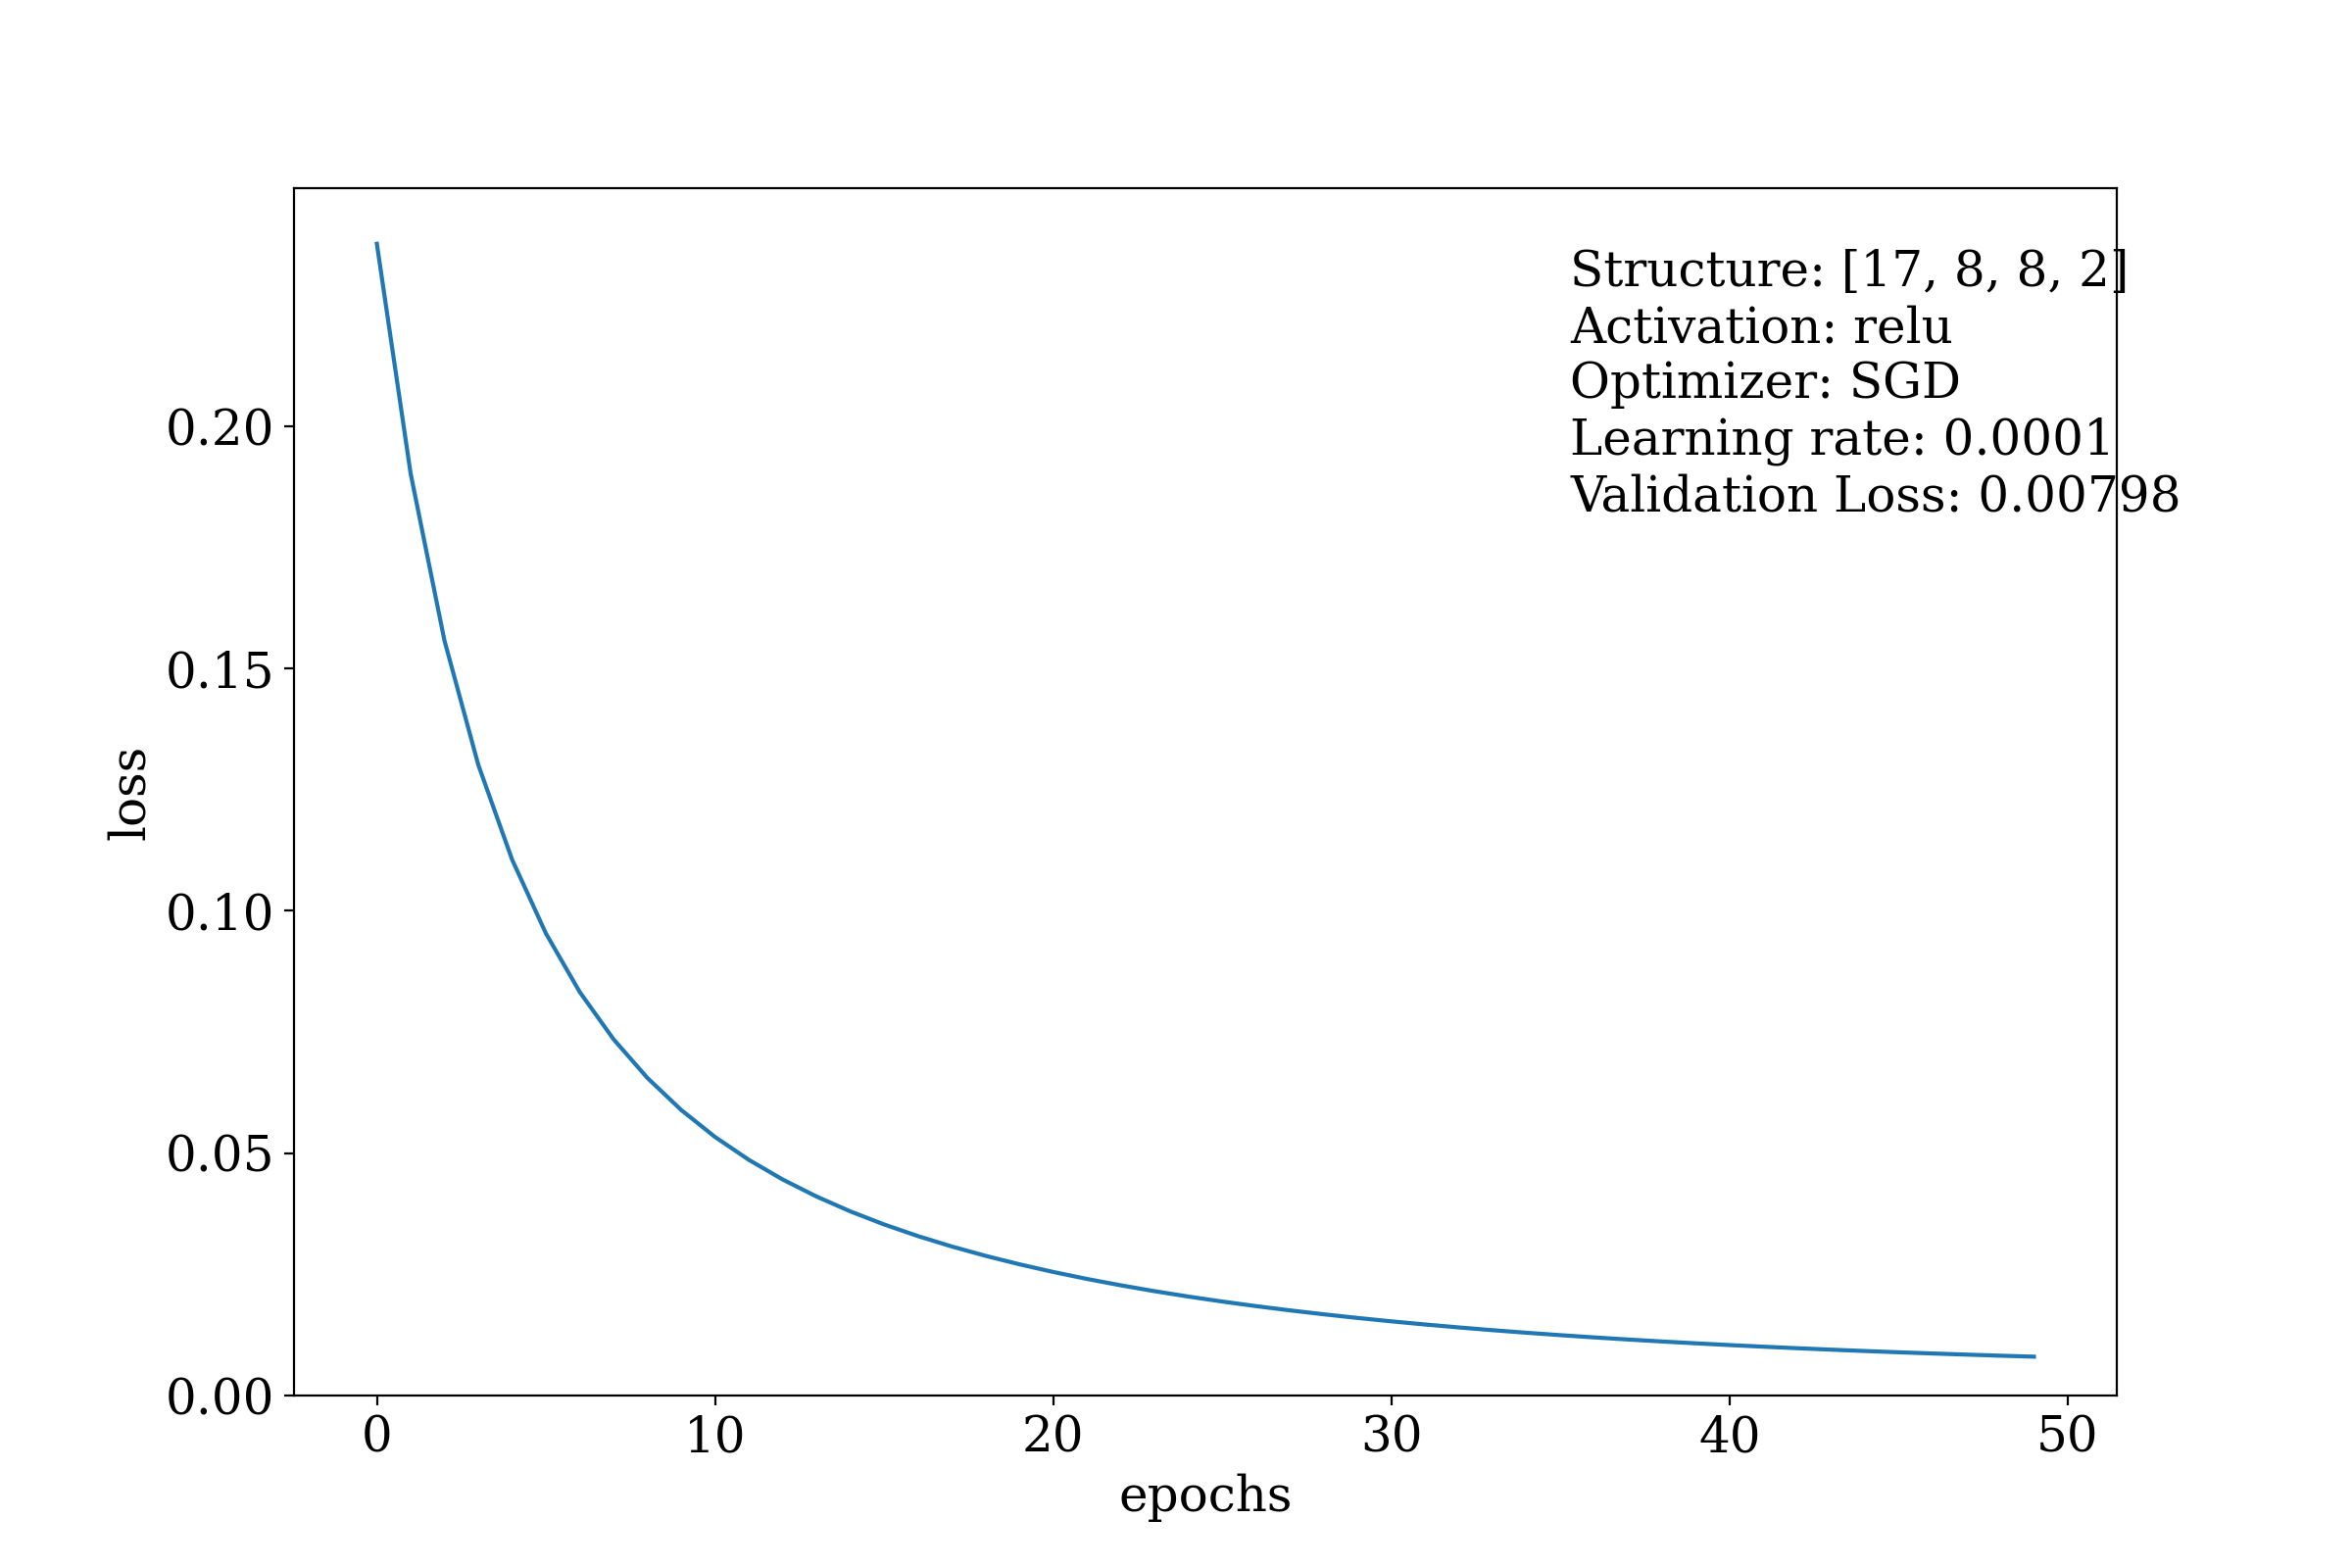 Structure: [17, 8, 8, 2]
Activation: relu
Optimizer: SGD
Learning rate: 0.0001
Validation Loss: 0.00798
0.20
0.15
0.10
0.05
0.00
loss
0 10 20 30 40 50
epochs